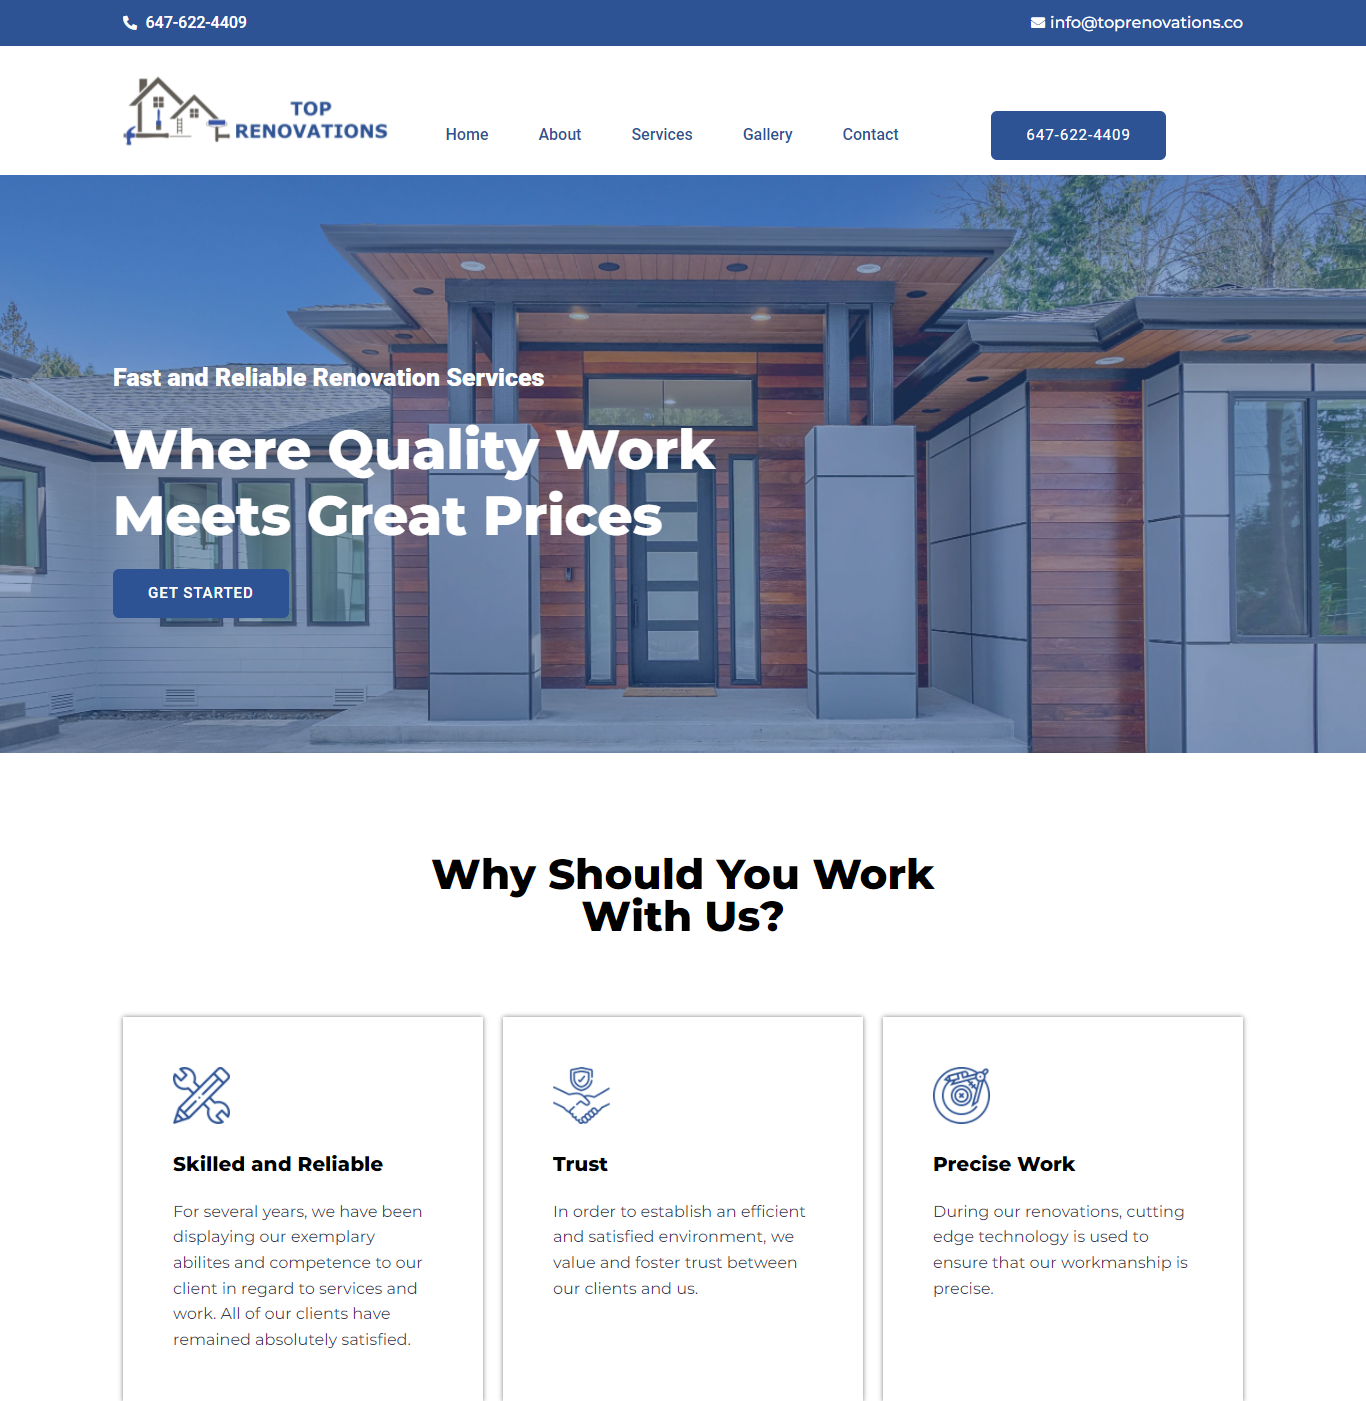 647-622-4409
info@toprenovations.co
TOP
RENOVATIONS
Home
About
Services
Gallery
Contact
647-622-4409
Fast and Reliable Renovation Services
Where Quality Work
Meets Great Prices
GET STARTED
Why Should You Work
With Us?
Skilled and Reliable
For several years, we have been
displaying our exemplary
abilites and competence to our
client in regard to services and
work. All of our clients have
remained absolutely satisfied.
Trust
In order to establish an efficient
and satisfied environment, we
value and foster trust between
our clients and us.
Precise Work
During our renovations, cutting
edge technology is used to
ensure that our workmanship is
precise.